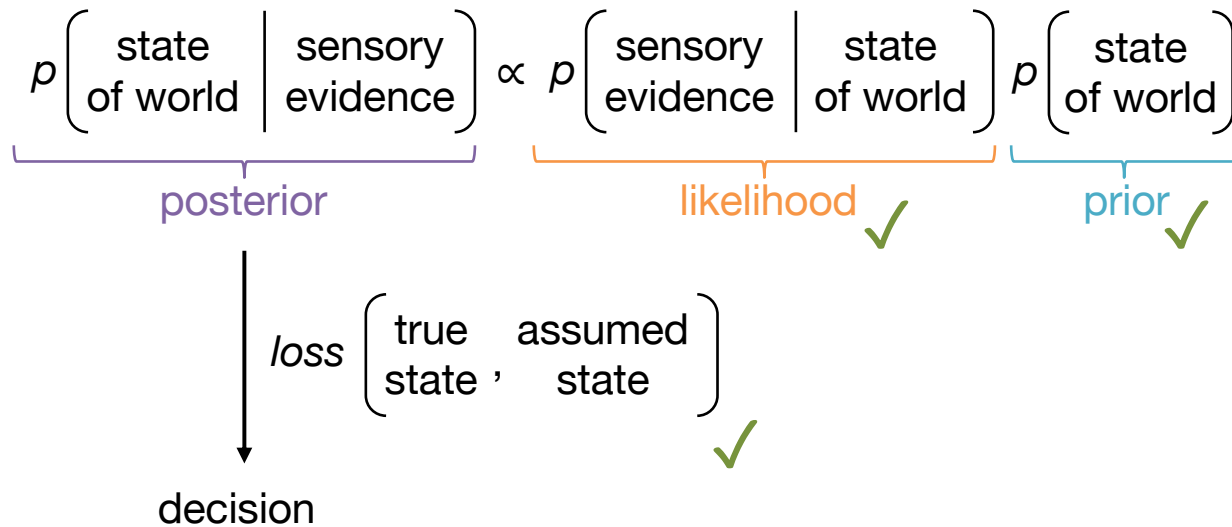 p ( state of world | sensory evidence ) ∝ p ( sensory evidence | state of world ) p ( state of world )
posterior likelihood ✓ prior ✓
loss ( true state , assumed state ) ✓
decision